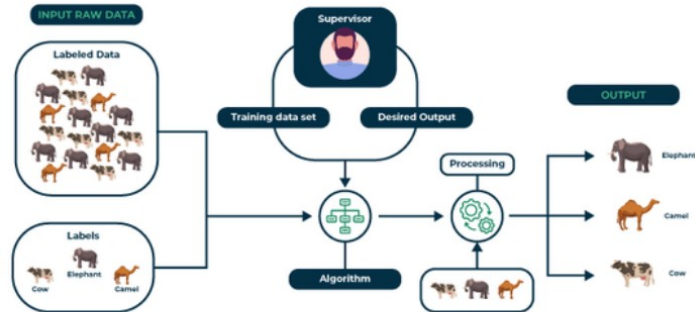 INPUT RAW DATA
Labeled Data
Supervisor
Training data set
Desired Output
OUTPUT
Processing
Elephant
Camel
Cow
Labels
Elephant
Cow
Camel
Algorithm